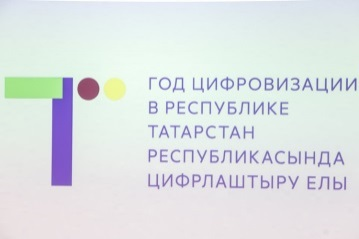 ГОД ЦИФРОВИЗАЦИИ
В РЕСПУБЛИКЕ
ТАТАРСТАН
РЕСПУБЛИКАСЫНДА
ЦИФРЛАШТЫРУ ЕЛЫ